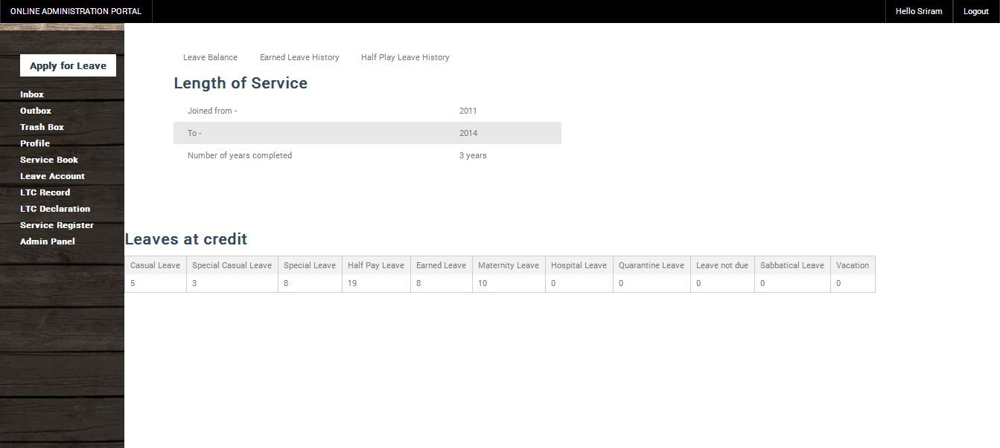 ONLINE ADMINISTRATION PORTAL Hello Sriram Logout
Apply for Leave
Inbox
Outbox
Trash Box
Profile
Service Book
Leave Account
LTC Record
LTC Declaration
Service Register
Admin Panel
Leave Balance Earned Leave History Half Play Leave History
Length of Service
Joined from - 2011
To - 2014
Number of years completed 3 years
Leaves at credit
Casual Leave Special Casual Leave Special Leave Half Pay Leave Earned Leave Maternity Leave Hospital Leave Quarantine Leave Leave not due Sabbatical Leave Vacation
5 3 8 19 8 10 0 0 0 0 0